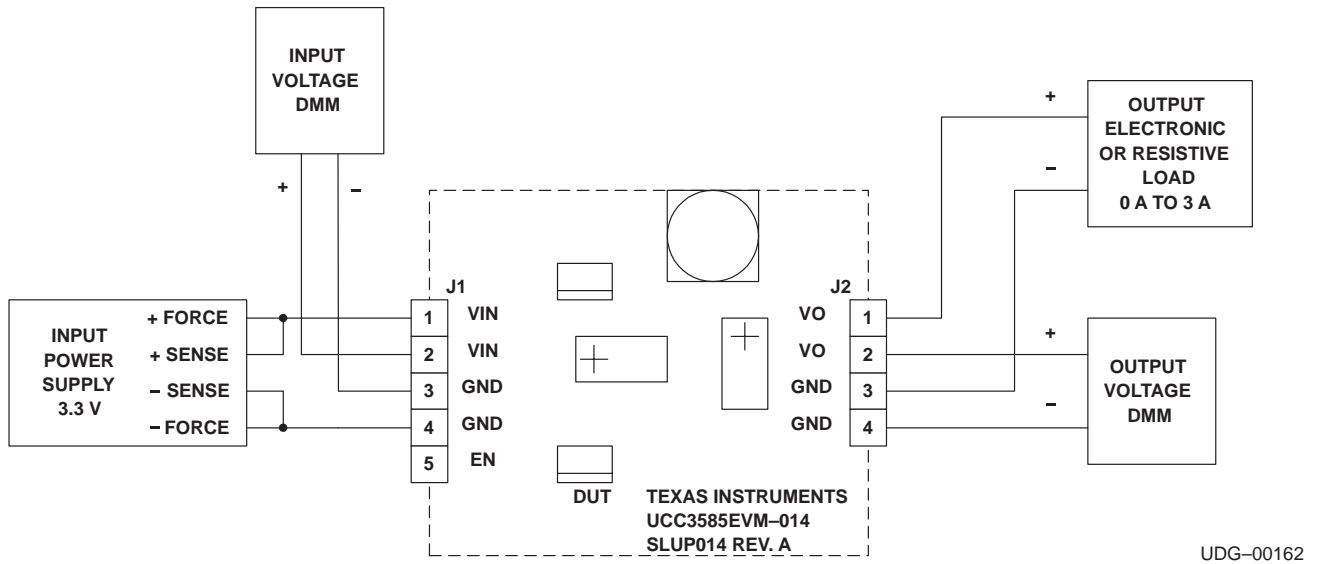 INPUT
VOLTAGE
DMM
+
–
INPUT
POWER
SUPPLY
3.3 V
+ FORCE
+ SENSE
– SENSE
– FORCE
J1
1
VIN
2
VIN
3
GND
4
GND
5
EN
DUT
TEXAS INSTRUMENTS
UCC3585EVM–014
SLUP014 REV. A
J2
VO
1
VO
2
GND
3
GND
4
+
–
OUTPUT
ELECTRONIC
OR RESISTIVE
LOAD
0 A TO 3 A
+
–
OUTPUT
VOLTAGE
DMM
UDG–00162